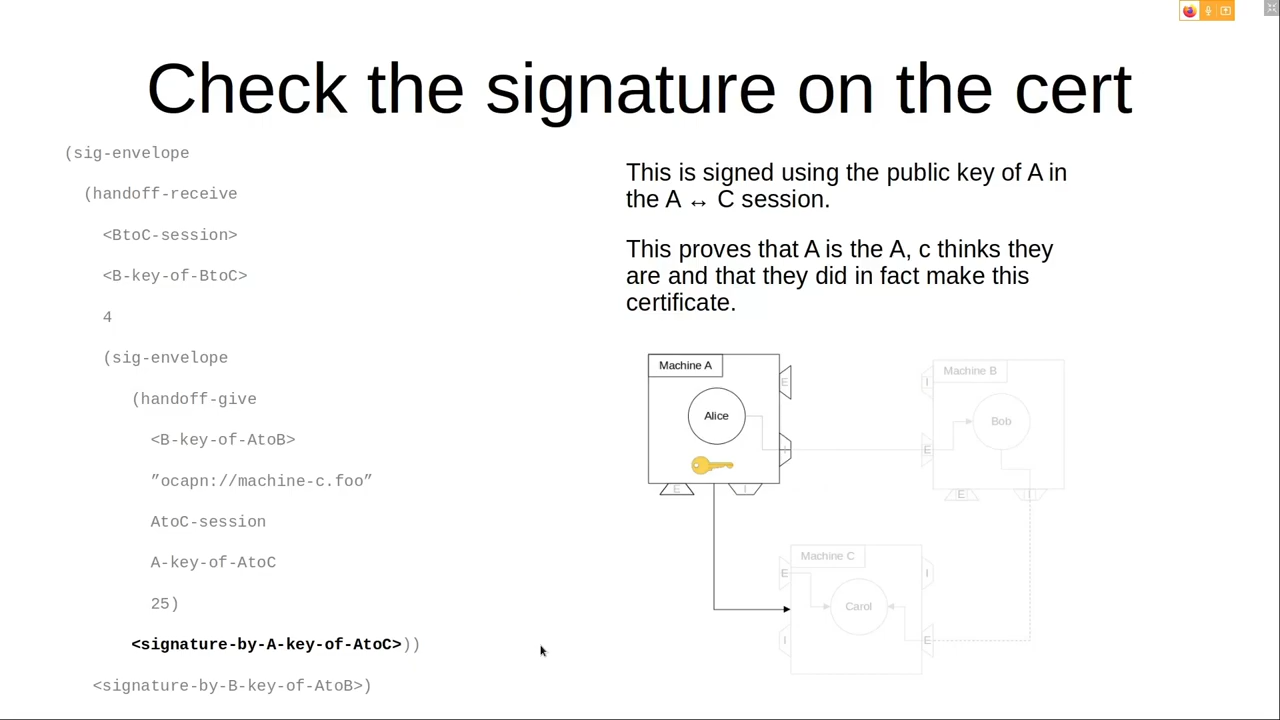 Check the signature on the cert
(sig-envelope
(handoff-receive
<BtoC-session>
<B-key-of-BtoC>
4
(sig-envelope
(handoff-give
<B-key-of-AtoB>
”ocapn://machine-c.foo”
AtoC-session
A-key-of-AtoC
25)
<signature-by-A-key-of-AtoC>))
<signature-by-B-key-of-AtoB>)
This is signed using the public key of A in
the A ↔ C session.
This proves that A is the A, c thinks they
are and that they did in fact make this
certificate.
Machine A
E
Alice
I
E
I
Machine B
I
Bob
E
E
I
Machine C
E
I
Carol
I
E